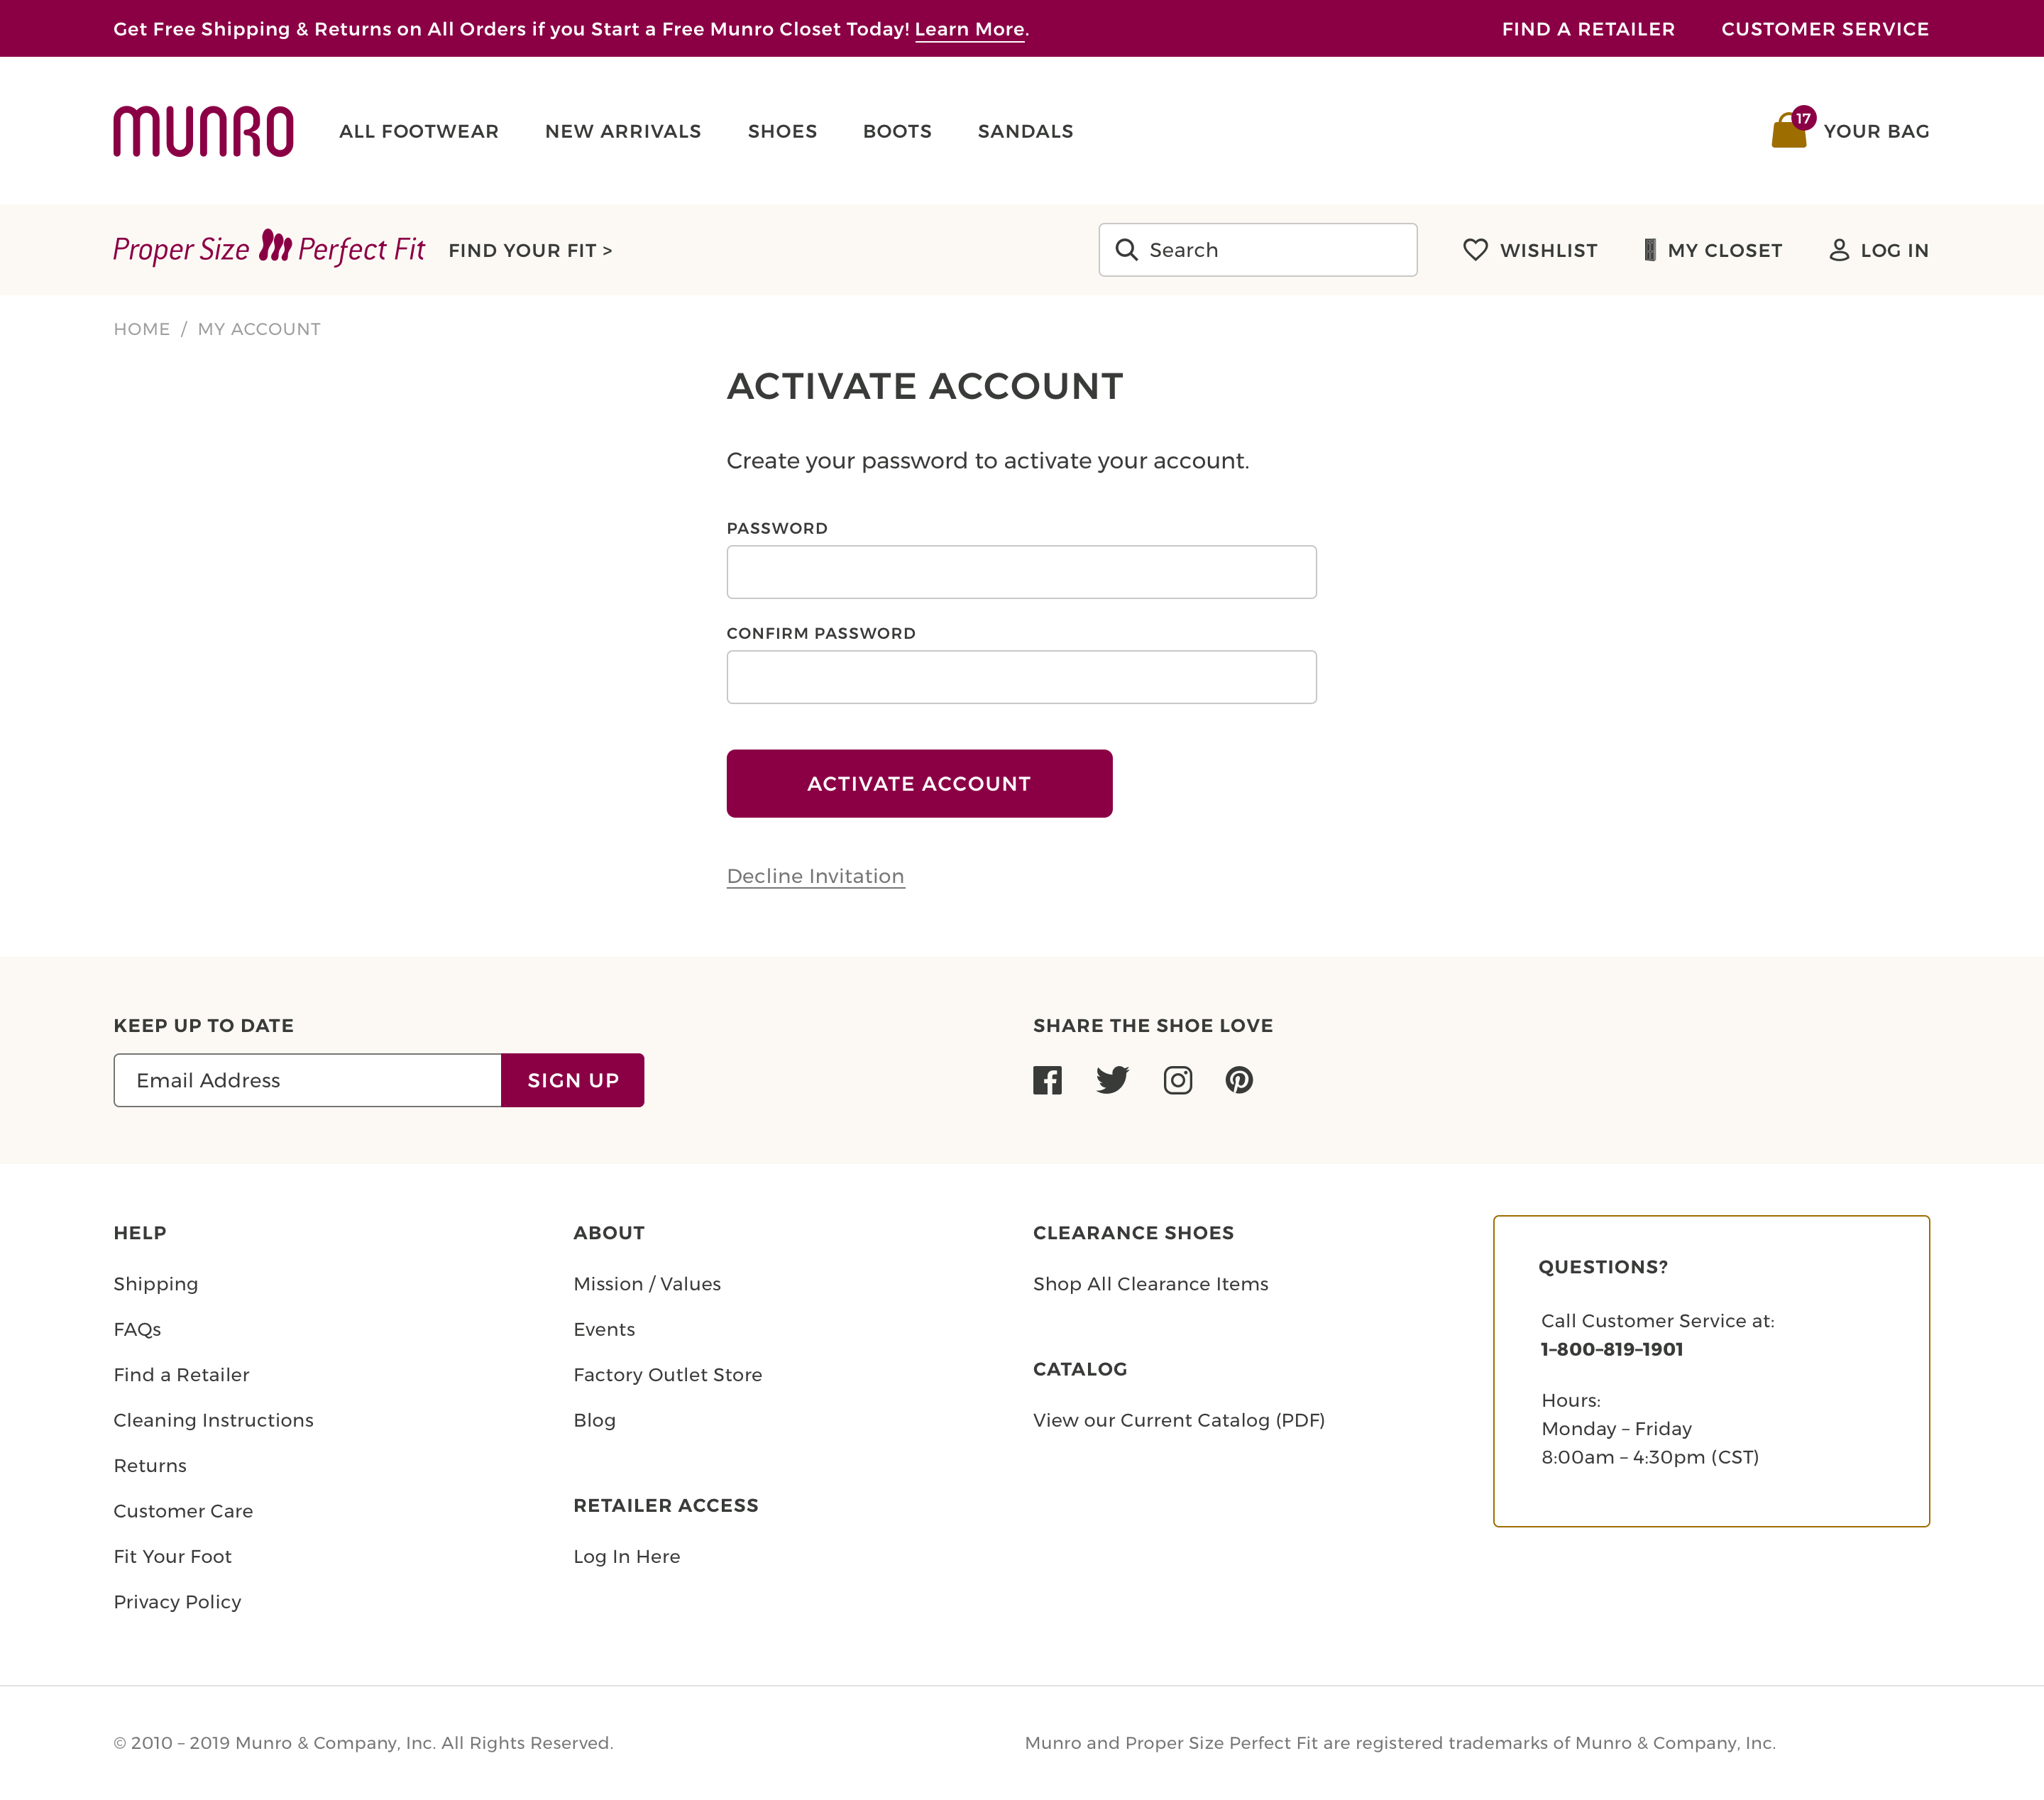 Get Free Shipping & Returns on All Orders if you Start a Free Munro Closet Today! Learn More.
FIND A RETAILER
CUSTOMER SERVICE
MUNRO
ALL FOOTWEAR
NEW ARRIVALS
SHOES
BOOTS
SANDALS
17
YOUR BAG
Proper Size Perfect Fit
FIND YOUR FIT >
Search
WISHLIST
MY CLOSET
LOG IN
HOME / MY ACCOUNT
ACTIVATE ACCOUNT
Create your password to activate your account.
PASSWORD
CONFIRM PASSWORD
ACTIVATE ACCOUNT
Decline Invitation
KEEP UP TO DATE
Email Address
SIGN UP
SHARE THE SHOE LOVE
HELP
Shipping
FAQs
Find a Retailer
Cleaning Instructions
Returns
Customer Care
Fit Your Foot
Privacy Policy
ABOUT
Mission / Values
Events
Factory Outlet Store
Blog
RETAILER ACCESS
Log In Here
CLEARANCE SHOES
Shop All Clearance Items
CATALOG
View our Current Catalog (PDF)
QUESTIONS?
Call Customer Service at:
1-800-819-1901
Hours:
Monday – Friday
8:00am – 4:30pm (CST)
© 2010 – 2019 Munro & Company, Inc. All Rights Reserved.
Munro and Proper Size Perfect Fit are registered trademarks of Munro & Company, Inc.